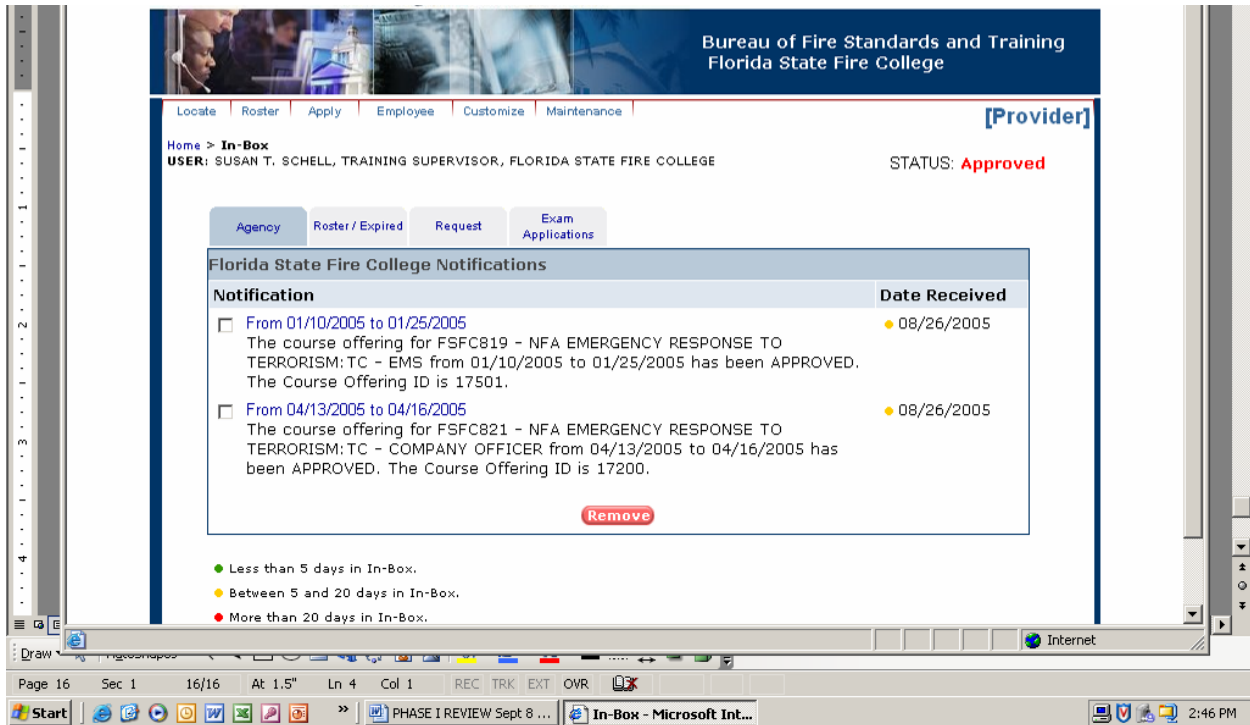 Bureau of Fire Standards and Training
Florida State Fire College
Locate Roster Apply Employee Customize Maintenance
[Provider]
Home > In-Box
USER: SUSAN T. SCHELL, TRAINING SUPERVISOR, FLORIDA STATE FIRE COLLEGE
STATUS: Approved
Agency Roster / Expired Request Exam Applications
Florida State Fire College Notifications
Notification Date Received
From 01/10/2005 to 01/25/2005 08/26/2005
The course offering for FSFC819 - NFA EMERGENCY RESPONSE TO
TERRORISM:TC - EMS from 01/10/2005 to 01/25/2005 has been APPROVED.
The Course Offering ID is 17501.
From 04/13/2005 to 04/16/2005 08/26/2005
The course offering for FSFC821 - NFA EMERGENCY RESPONSE TO
TERRORISM:TC - COMPANY OFFICER from 04/13/2005 to 04/16/2005 has
been APPROVED. The Course Offering ID is 17200.
Remove
Less than 5 days in In-Box.
Between 5 and 20 days in In-Box.
More than 20 days in In-Box.
Internet
Draw
Page 16 Sec 1 16/16 At 1.5" Ln 4 Col 1 REC TRK EXT OVR
Start PHASE I REVIEW Sept 8 ... In-Box - Microsoft Int... 2:46 PM